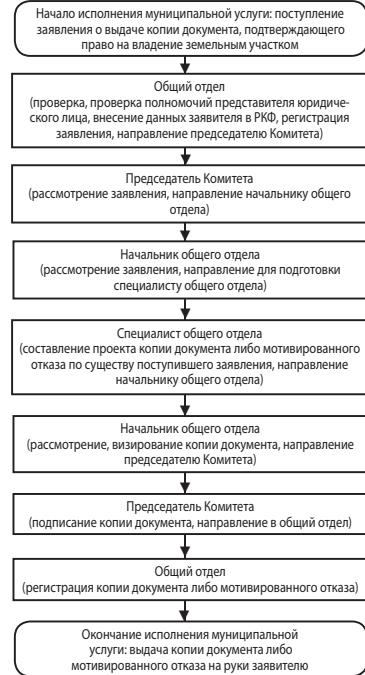 Начало исполнения муниципальной услуги: поступление
заявления о выдаче копии документа, подтверждающего
право на владение земельным участком
Общий отдел
(проверка, проверка полномочий представителя юридиче-
ского лица, внесение данных заявителя в РКФ, регистрация
заявления, направление председателю Комитета)
Председатель Комитета
(рассмотрение заявления, направление начальнику общего
отдела)
Начальник общего отдела
(рассмотрение заявления, направление для подготовки
специалисту общего отдела)
Специалист общего отдела
(составление проекта копии документа либо мотивированного
отказа по существу поступившего заявления, направление
начальнику общего отдела)
Начальник общего отдела
(рассмотрение, визирование копии документа, направление
председателю Комитета)
Председатель Комитета
(подписание копии документа, направление в общий отдел)
Общий отдел
(регистрация копии документа либо мотивированного отказа)
Окончание исполнения муниципальной
услуги: выдача копии документа либо
мотивированного отказа на руки заявителю